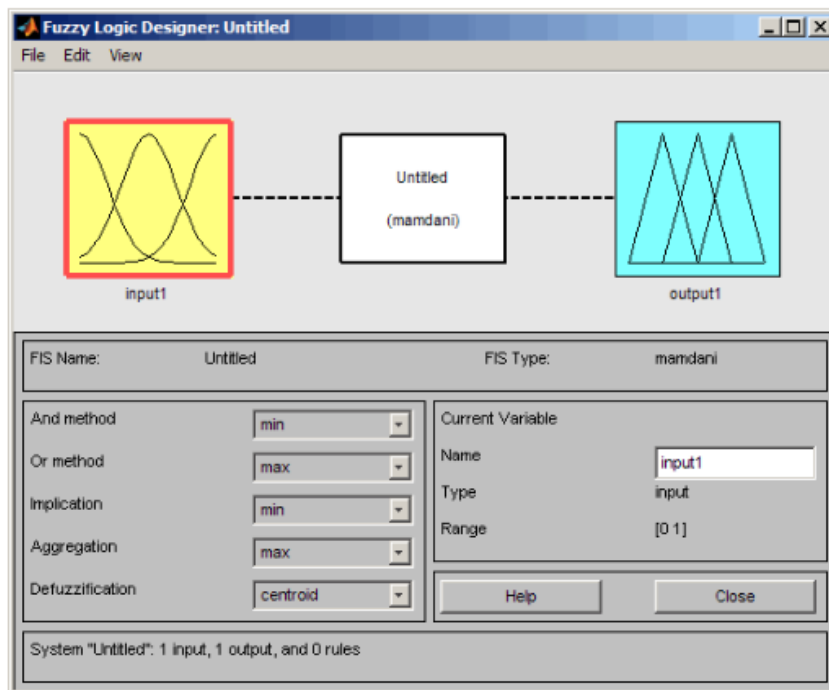 Fuzzy Logic Designer: Untitled
File Edit View
Untitled
(mamdani)
input1
output1
FIS Name: Untitled FIS Type: mamdani
And method min
Or method max
Implication min
Aggregation max
Defuzzification centroid
Current Variable
Name input1
Type input
Range [0 1]
Help Close
System "Untitled": 1 input, 1 output, and 0 rules